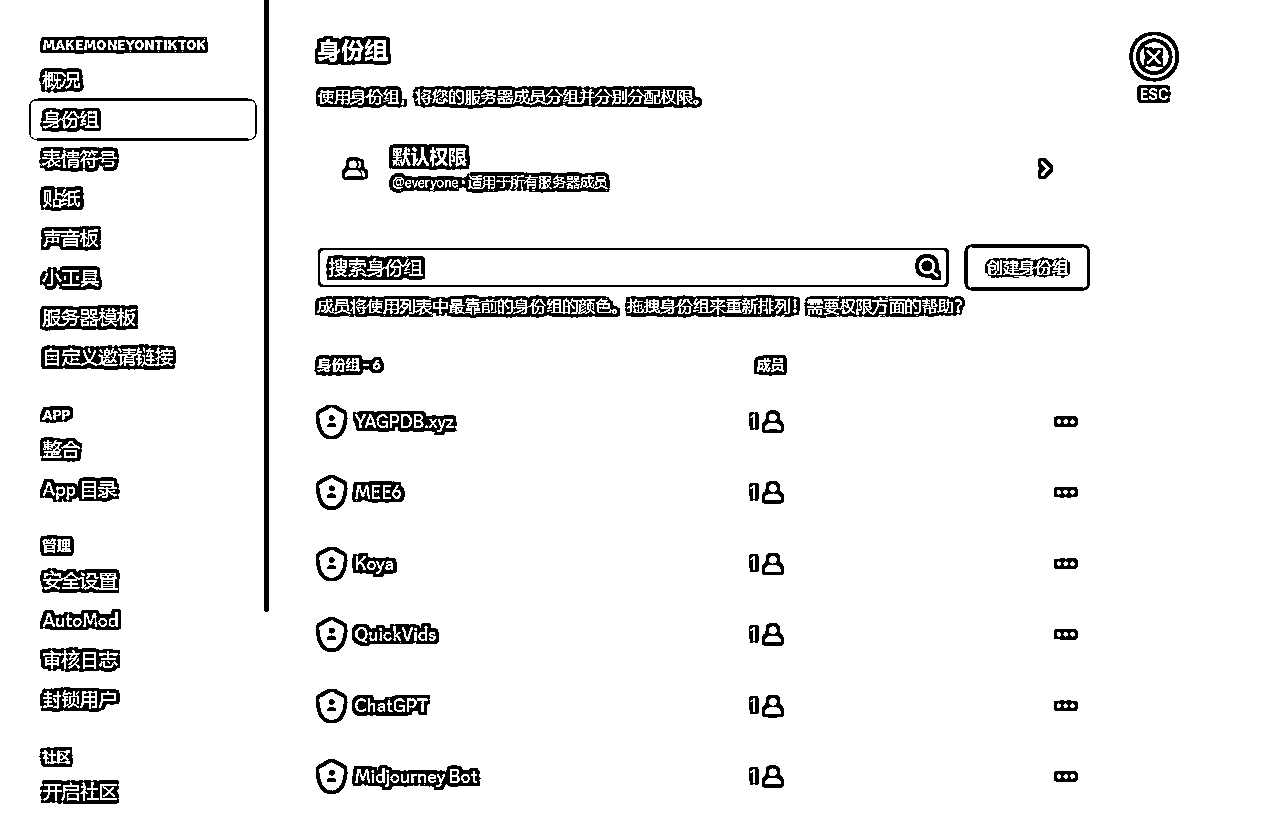 MAKEMONEYONTIKTOK
概况
身份组
表情符号
贴纸
声音板
小工具
服务器模板
自定义邀请链接
APP
整合
App 目录
管理
安全设置
AutoMod
审核日志
封锁用户
社区
开启社区
身份组
使用身份组，将您的服务器成员分组并分别分配权限。
ESC
默认权限
@everyone • 适用于所有服务器成员
搜索身份组
创建身份组
成员将使用列表中最靠前的身份组的颜色。拖拽身份组来重新排列！需要权限方面的帮助？
身份组 - 6 成员
YAGPDB.xyz 1
MEE6 1
Koya 1
QuickVids 1
ChatGPT 1
Midjourney Bot 1